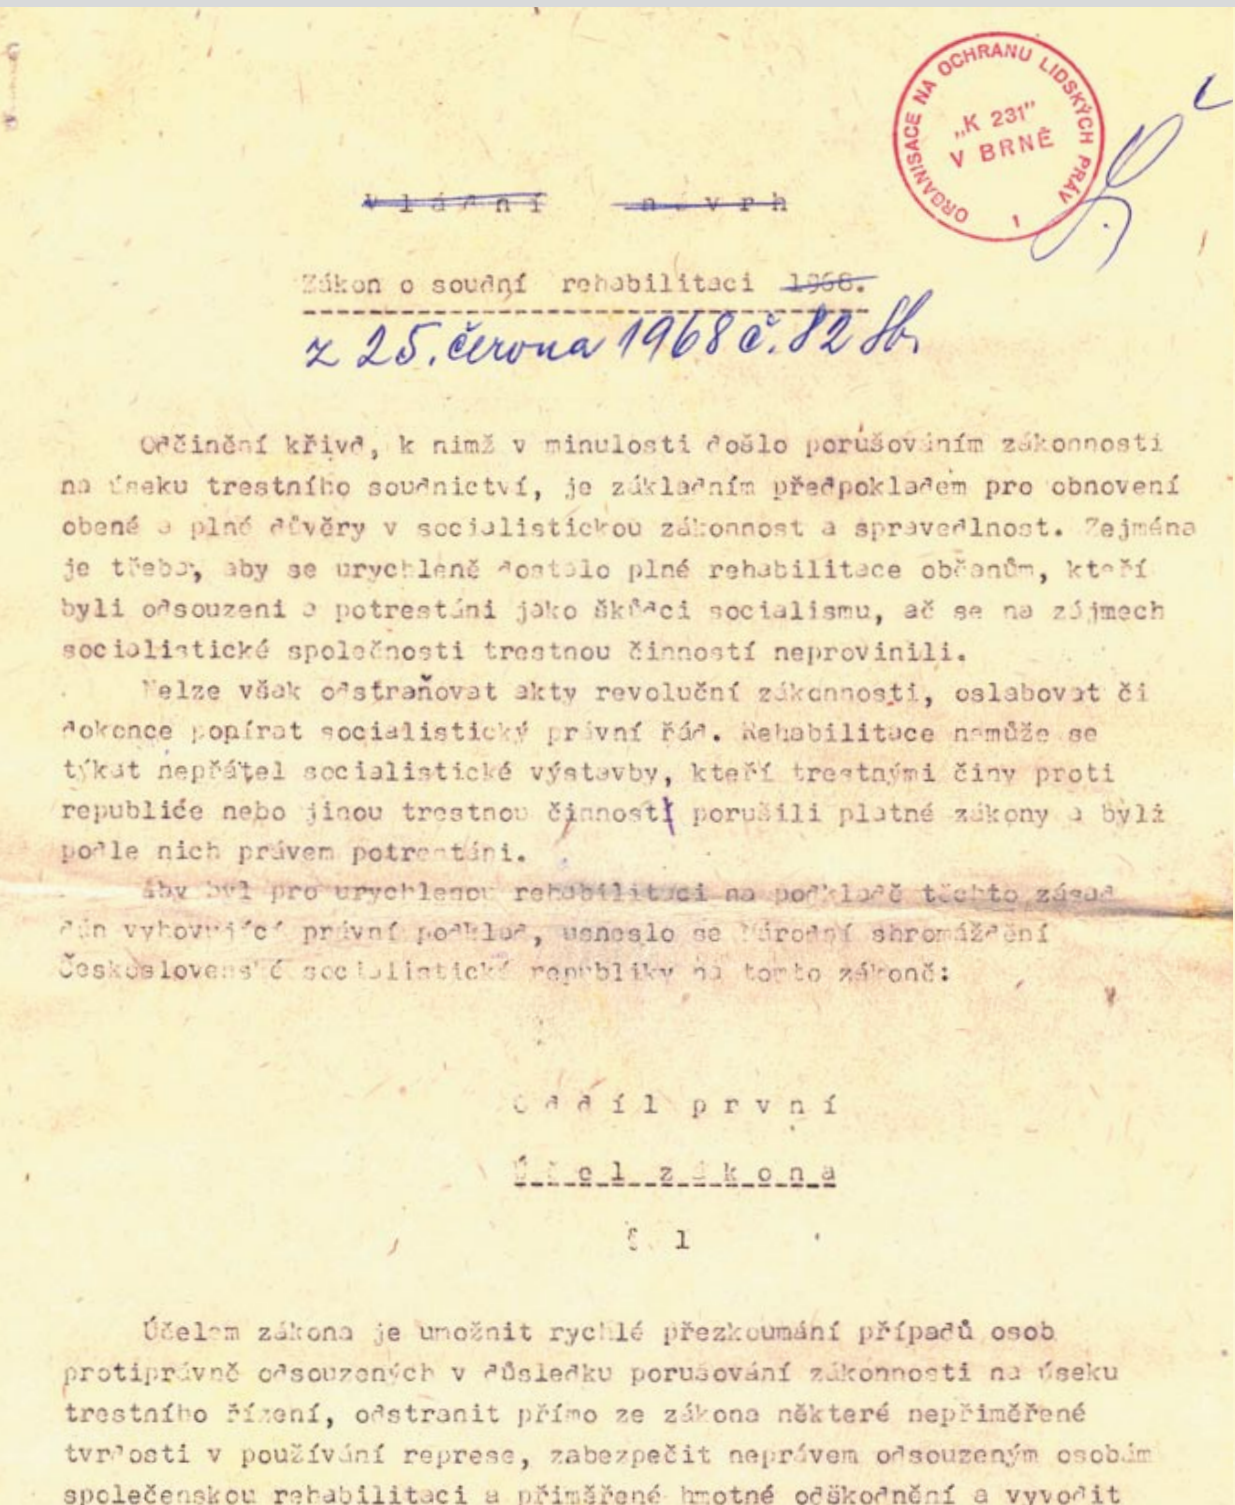 ORGANISACE NA OCHRANU LIDSKÝCH PRÁV
„K 231"
V BRNĚ
1
Vládní návrh
Zákon o soudní rehabilitaci 1968.
z 25. června 1968 č. 82 Sb.
Odčinění křivd, k nimž v minulosti došlo porušováním zákonnosti
na úseku trestního soudnictví, je základním předpokladem pro obnovení
obené a plné důvěry v socialistickou zákonnost a spravedlnost. Zejména
je třeba, aby se urychleně dostalo plné rehabilitace občanům, kteří
byli odsouzeni a potrestáni jako škůdci socialismu, ač se na zájmech
socialistické společnosti trestnou činností neprovinili.
Nelze však odstraňovat akty revoluční zákonnosti, oslabovat či
dokonce popírat socialistický právní řád. Rehabilitace nemůže se
týkat nepřátel socialistické výstavby, kteří trestnými činy proti
republice nebo jinou trestnou činností porušili platné zákony a byli
podle nich právem potrestáni.
Aby byl pro urychlenou rehabilitaci na podkladě těchto zásad
dán vyhovující právní podklad, usneslo se Národní shromáždění
Československé socialistické republiky na tomto zákoně:
Oddíl první
Účel zákona
§ 1
Účelem zákona je umožnit rychlé přezkoumání případů osob
protiprávně odsouzených v důsledku porušování zákonnosti na úseku
trestního řízení, odstranit přímo ze zákona některé nepřiměřené
tvrdosti v používání represe, zabezpečit neprávem odsouzeným osobám
společenskou rehabilitaci a přiměřené hmotné odškodnění a vyvodit